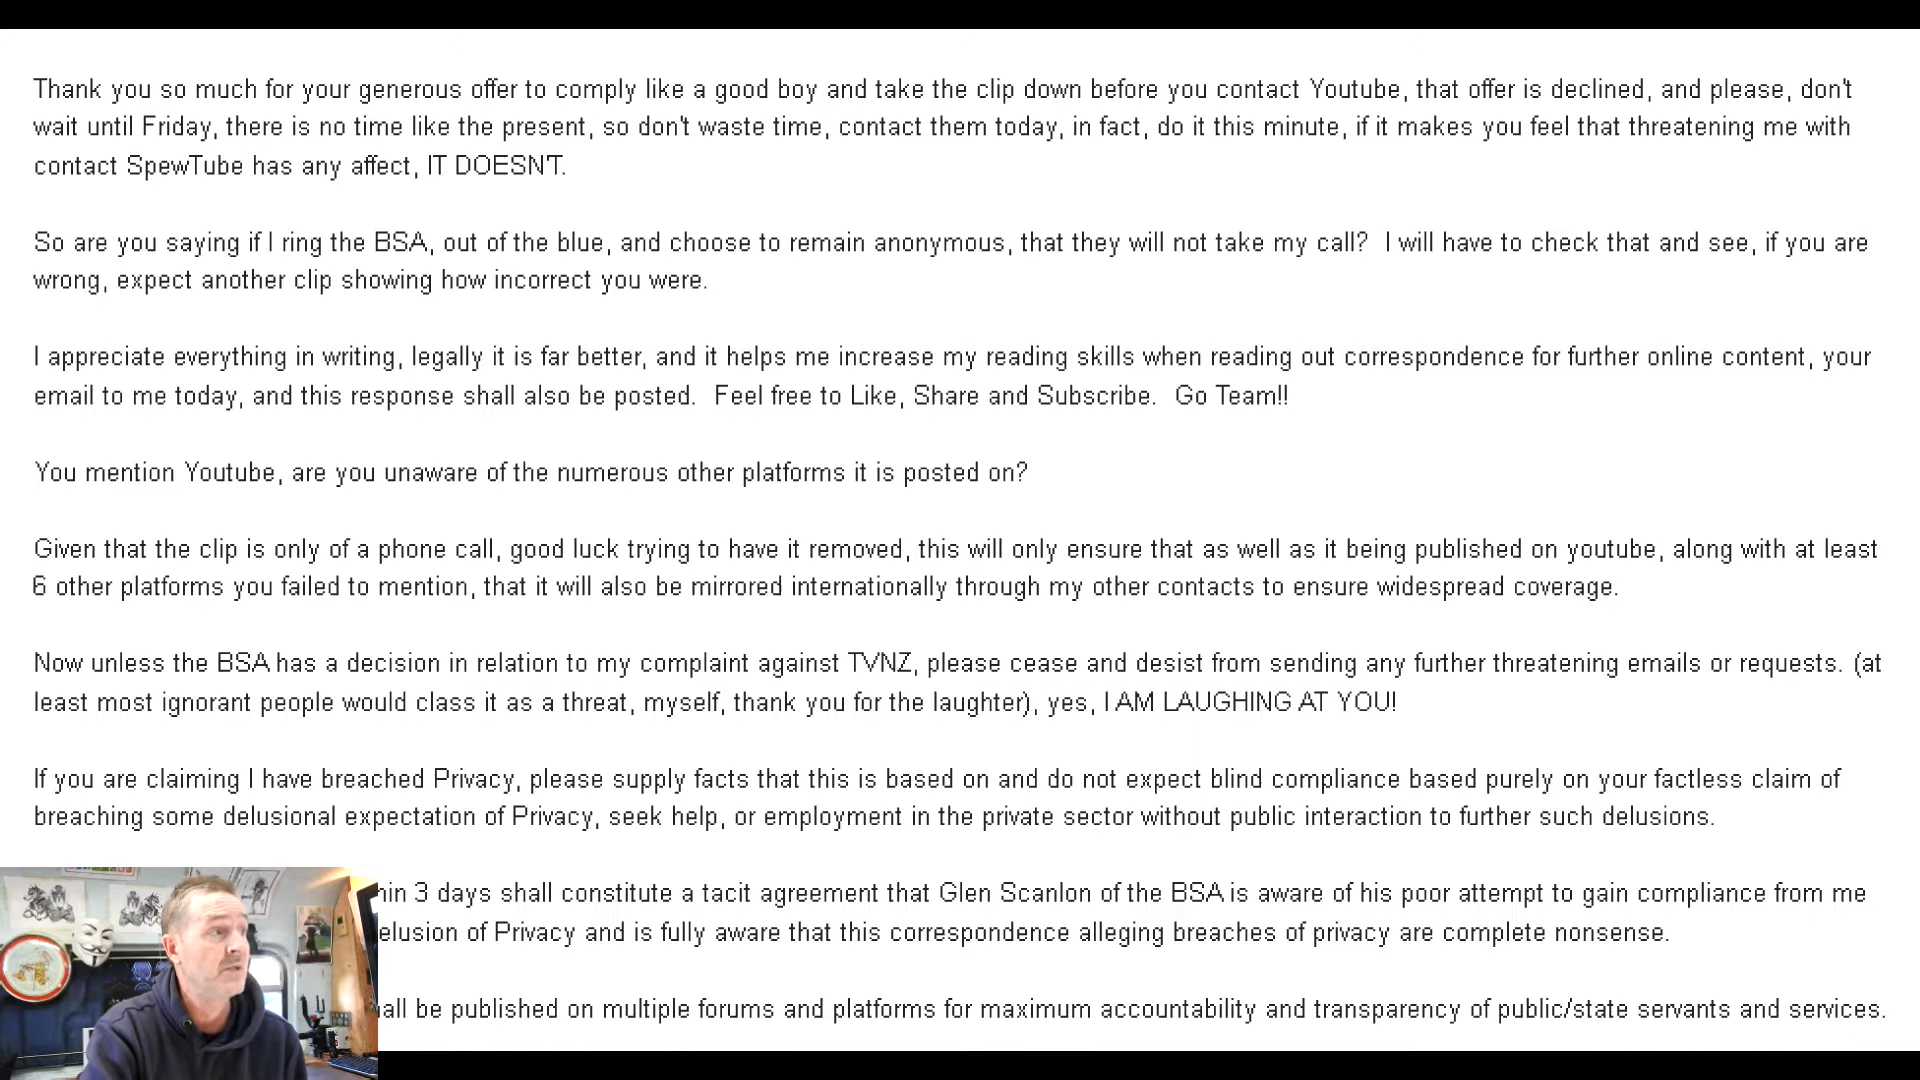 Thank you so much for your generous offer to comply like a good boy and take the clip down before you contact Youtube, that offer is declined, and please, don't
wait until Friday, there is no time like the present, so don't waste time, contact them today, in fact, do it this minute, if it makes you feel that threatening me with
contact SpewTube has any affect, IT DOESN'T.
So are you saying if I ring the BSA, out of the blue, and choose to remain anonymous, that they will not take my call?  I will have to check that and see, if you are
wrong, expect another clip showing how incorrect you were.
I appreciate everything in writing, legally it is far better, and it helps me increase my reading skills when reading out correspondence for further online content, your
email to me today, and this response shall also be posted.  Feel free to Like, Share and Subscribe.  Go Team!!
You mention Youtube, are you unaware of the numerous other platforms it is posted on?
Given that the clip is only of a phone call, good luck trying to have it removed, this will only ensure that as well as it being published on youtube, along with at least
6 other platforms you failed to mention, that it will also be mirrored internationally through my other contacts to ensure widespread coverage.
Now unless the BSA has a decision in relation to my complaint against TVNZ, please cease and desist from sending any further threatening emails or requests. (at
least most ignorant people would class it as a threat, myself, thank you for the laughter), yes, I AM LAUGHING AT YOU!
If you are claiming I have breached Privacy, please supply facts that this is based on and do not expect blind compliance based purely on your factless claim of
breaching some delusional expectation of Privacy, seek help, or employment in the private sector without public interaction to further such delusions.
hin 3 days shall constitute a tacit agreement that Glen Scanlon of the BSA is aware of his poor attempt to gain compliance from me
elusion of Privacy and is fully aware that this correspondence alleging breaches of privacy are complete nonsense.
all be published on multiple forums and platforms for maximum accountability and transparency of public/state servants and services.